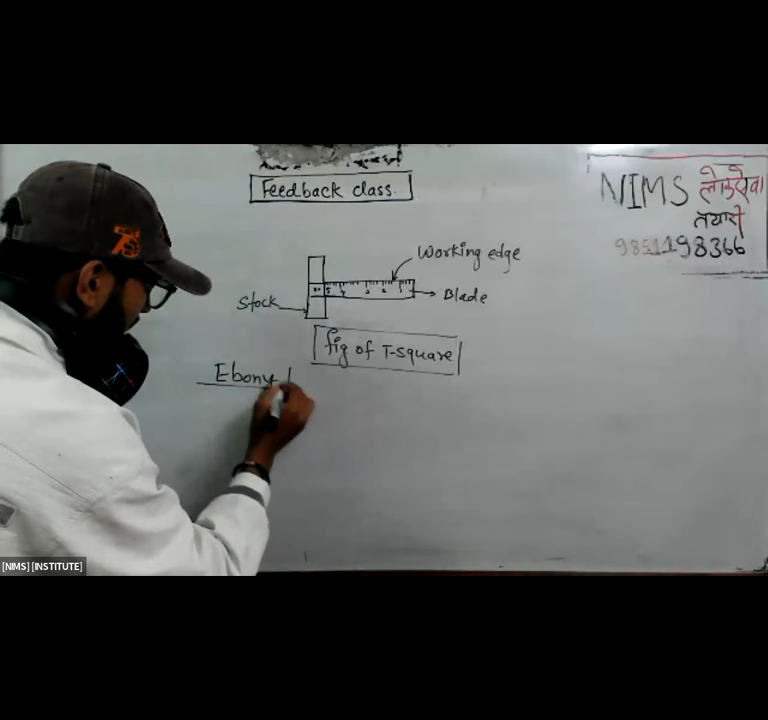 Feedback class.
NIMS लोकसेवा
तयारी
9851198366
Working edge
Blade
Stock
fig of T-square
Ebony
[NIMS] [INSTITUTE]